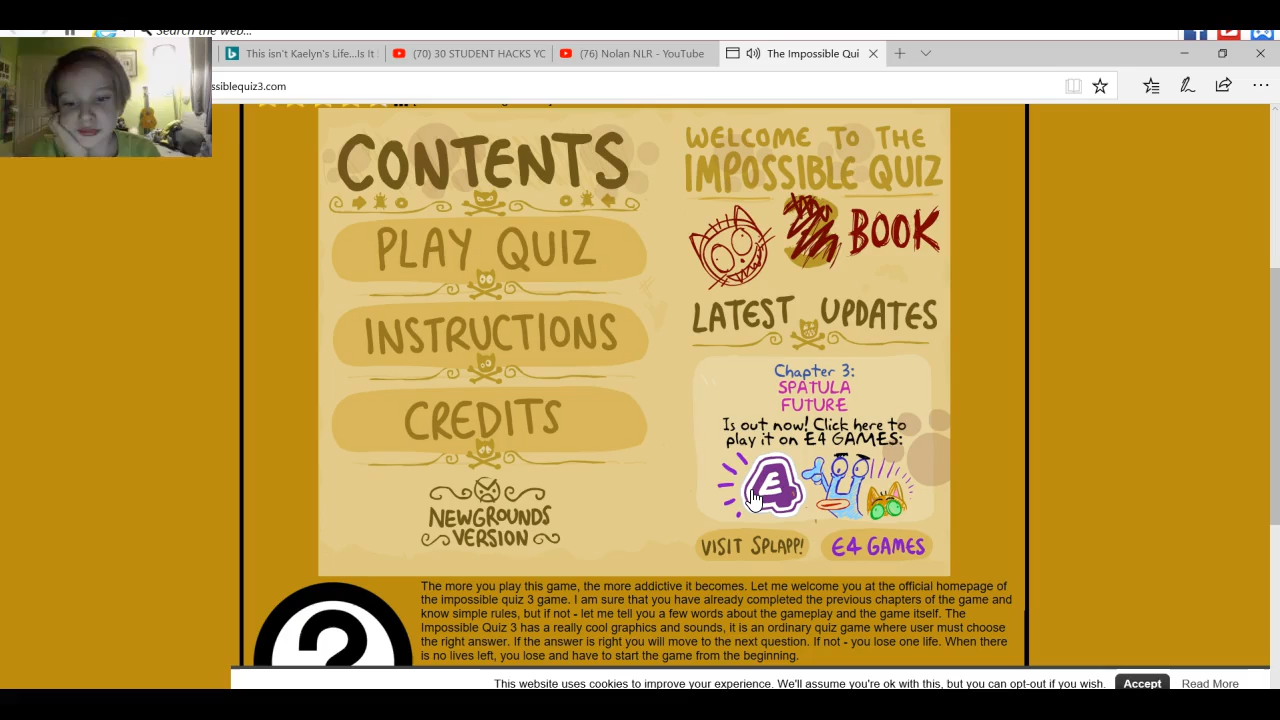 Search the web...
This isn't Kaelyn's Life...Is It
(70) 30 STUDENT HACKS YC
(76) Nolan NLR - YouTube
The Impossible Qui
siblequiz3.com
CONTENTS
PLAY QUIZ
INSTRUCTIONS
CREDITS
NEWGROUNDS
VERSION
WELCOME TO THE
IMPOSSIBLE QUIZ
BOOK
LATEST UPDATES
Chapter 3:
SPATULA
FUTURE
Is out now! Click here to
play it on E4 GAMES:
E4
VISIT SPLAPP!
E4 GAMES
The more you play this game, the more addictive it becomes. Let me welcome you at the official homepage of
the impossible quiz 3 game. I am sure that you have already completed the previous chapters of the game and
know simple rules, but if not - let me tell you a few words about the gameplay and the game itself. The
Impossible Quiz 3 has a really cool graphics and sounds, it is an ordinary quiz game where user must choose
the right answer. If the answer is right you will move to the next question. If not - you lose one life. When there
is no lives left, you lose and have to start the game from the beginning.
?
This website uses cookies to improve your experience. We'll assume you're ok with this, but you can opt-out if you wish.
Accept
Read More